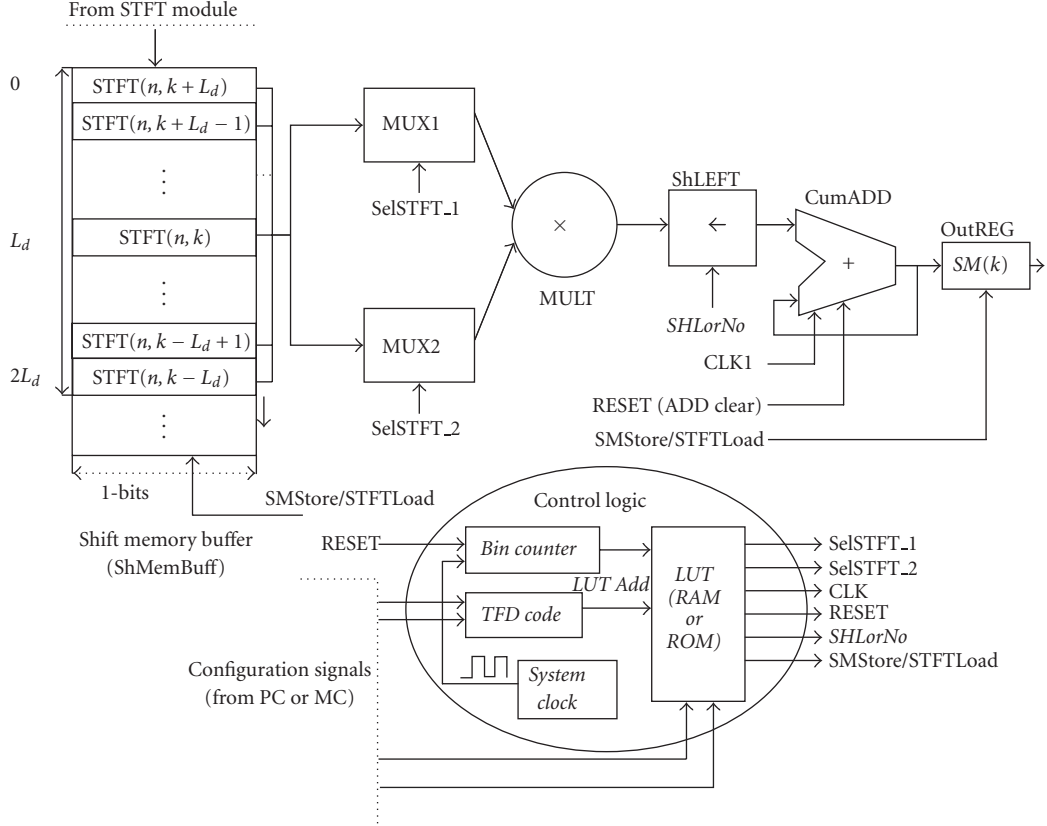 From STFT module
0
STFT(n, k + L_d)
STFT(n, k + L_d − 1)
⋮
L_d
STFT(n, k)
⋮
STFT(n, k − L_d + 1)
2L_d
STFT(n, k − L_d)
⋮
1-bits
Shift memory buffer
(ShMemBuff)
SMStore/STFTLoad
MUX1
SelSTFT_1
MUX2
SelSTFT_2
×
MULT
ShLEFT
←
SHLorNo
CumADD
+
CLK1
RESET (ADD clear)
SMStore/STFTLoad
OutREG
SM(k)
Control logic
RESET
Bin counter
LUT Add
TFD code
System
clock
LUT
(RAM
or
ROM)
SelSTFT_1
SelSTFT_2
CLK
RESET
SHLorNo
SMStore/STFTLoad
Configuration signals
(from PC or MC)